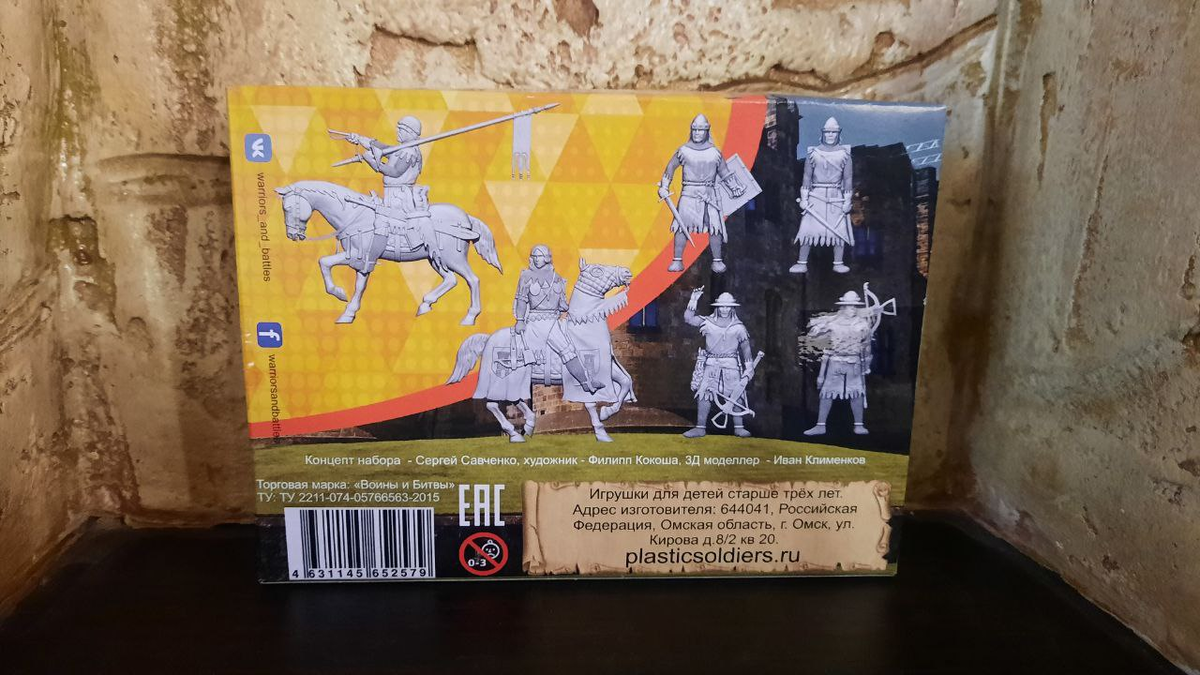 warriors_and_battles
f
warriorsandbattle
Концепт набора - Сергей Савченко, художник - Филипп Кокоша, 3Д моделлер - Иван Клименков
Торговая марка: «Воины и Битвы»
ТУ: ТУ 2211-074-05766563-2015
EAC
4 631145 652579
0-3
Игрушки для детей старше трёх лет.
Адрес изготовителя: 644041, Российская
Федерация, Омская область, г. Омск, ул.
Кирова д.8/2 кв 20.
plasticsoldiers.ru